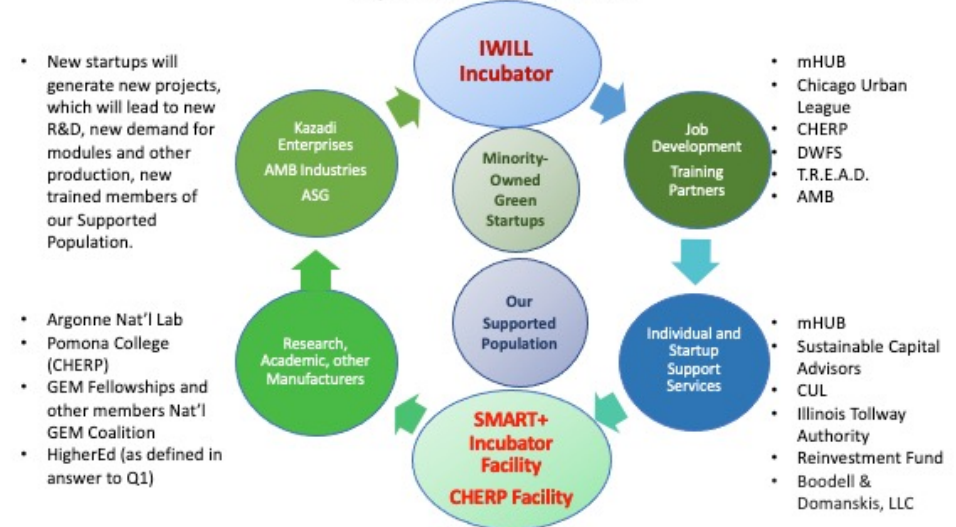 IWILL
Incubator
• New startups will
generate new projects,
which will lead to new
R&D, new demand for
modules and other
production, new
trained members of
our Supported
Population.
Kazadi
Enterprises
AMB Industries
ASG
Minority-
Owned
Green
Startups
Job
Development
Training
Partners
• mHUB
• Chicago Urban
League
• CHERP
• DWFS
• T.R.E.A.D.
• AMB
• Argonne Nat'l Lab
• Pomona College
(CHERP)
• GEM Fellowships and
other members Nat'l
GEM Coalition
• HigherEd (as defined in
answer to Q1)
Research,
Academic, other
Manufacturers
Our
Supported
Population
Individual and
Startup
Support
Services
• mHUB
• Sustainable Capital
Advisors
• CUL
• Illinois Tollway
Authority
• Reinvestment Fund
• Boodell &
Domanskis, LLC
SMART+
Incubator
Facility
CHERP Facility